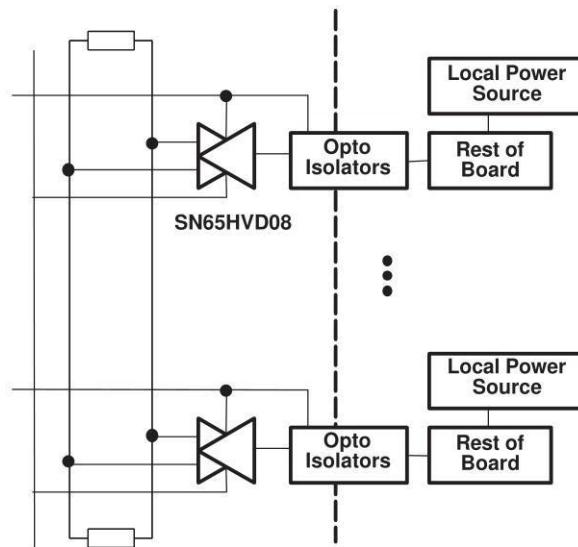 Local Power
Source
Opto
Isolators
Rest of
Board
SN65HVD08
Local Power
Source
Opto
Isolators
Rest of
Board